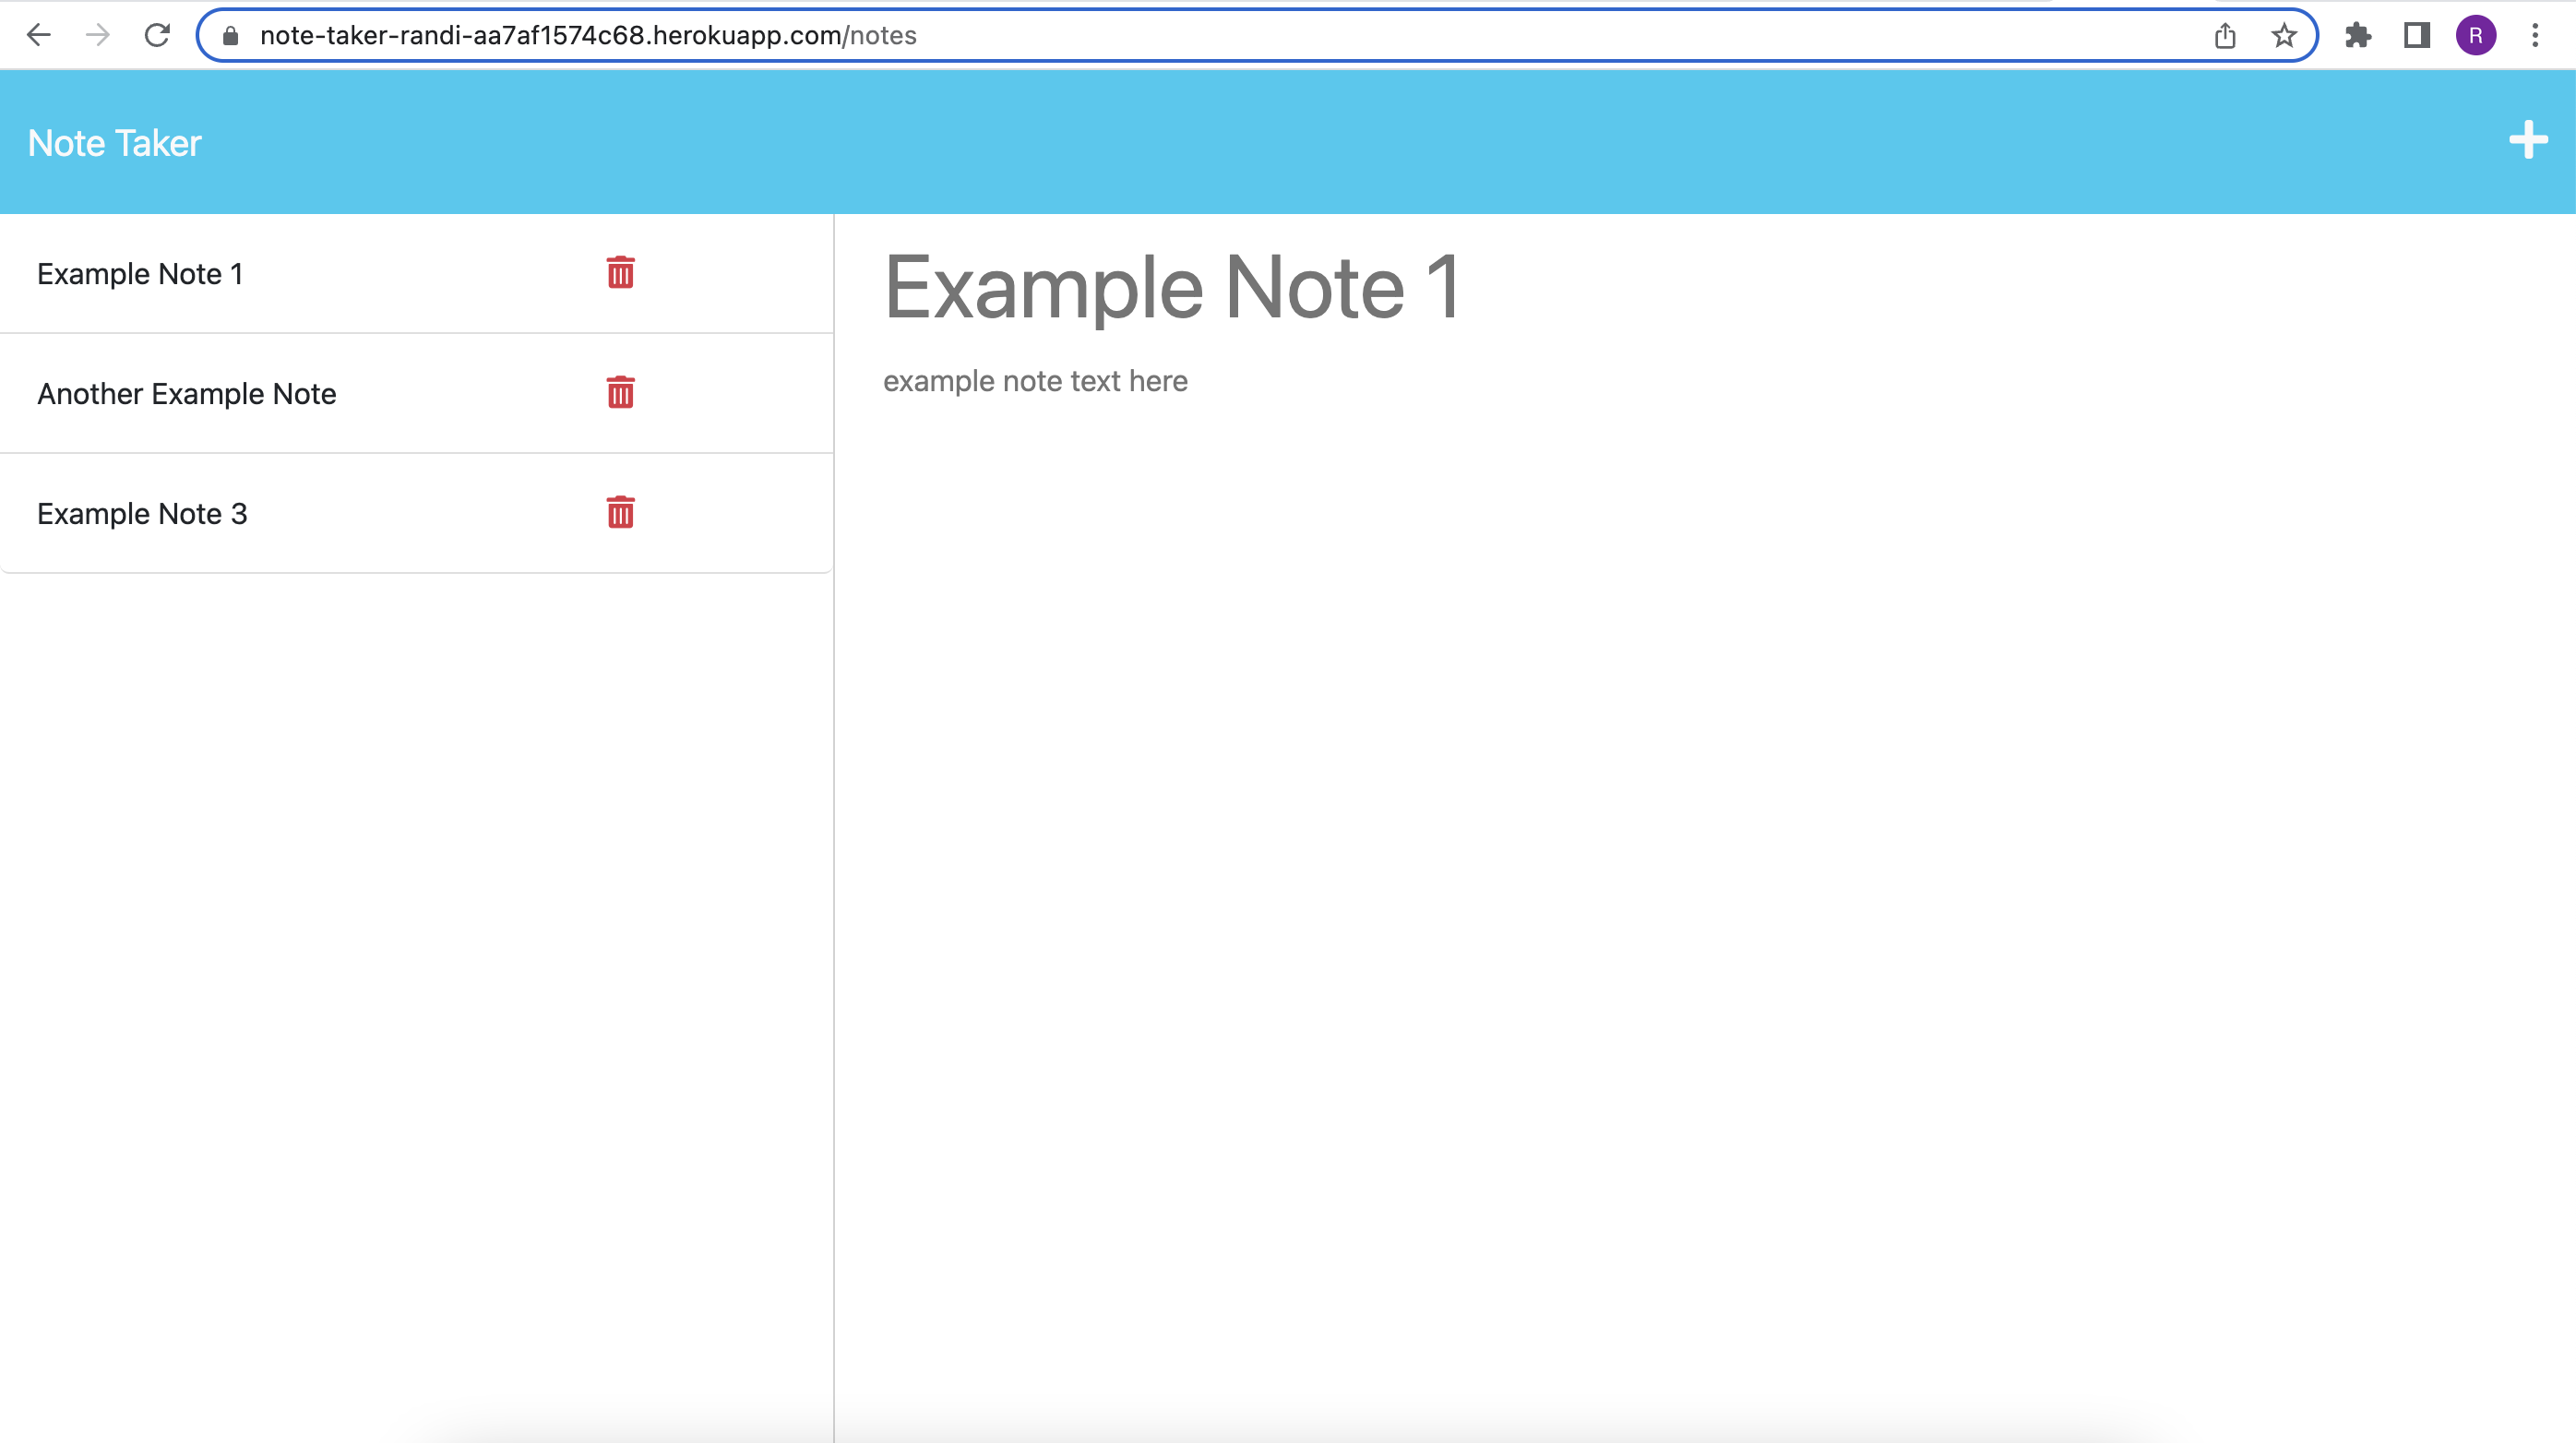 note-taker-randi-aa7af1574c68.herokuapp.com/notes
R
Note Taker
Example Note 1
Another Example Note
Example Note 3
Example Note 1
example note text here